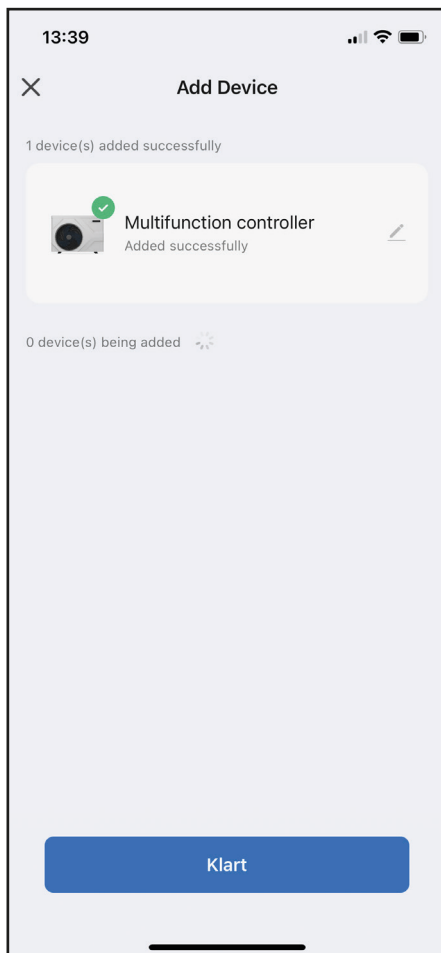 13:39
Add Device
1 device(s) added successfully
Multifunction controller
Added successfully
0 device(s) being added
Klart